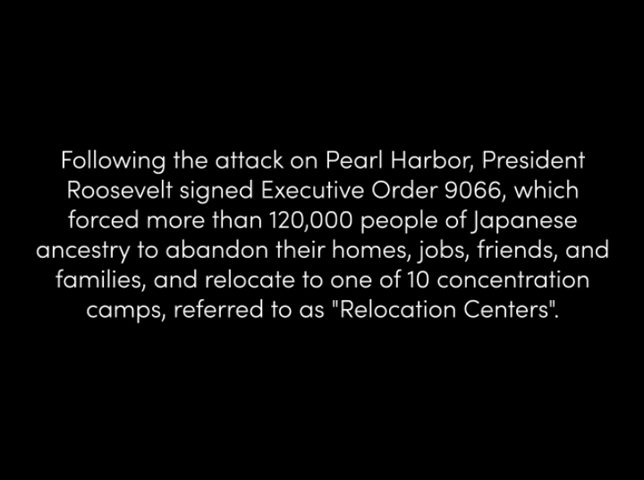 Following the attack on Pearl Harbor, President
Roosevelt signed Executive Order 9066, which
forced more than 120,000 people of Japanese
ancestry to abandon their homes, jobs, friends, and
families, and relocate to one of 10 concentration
camps, referred to as "Relocation Centers".